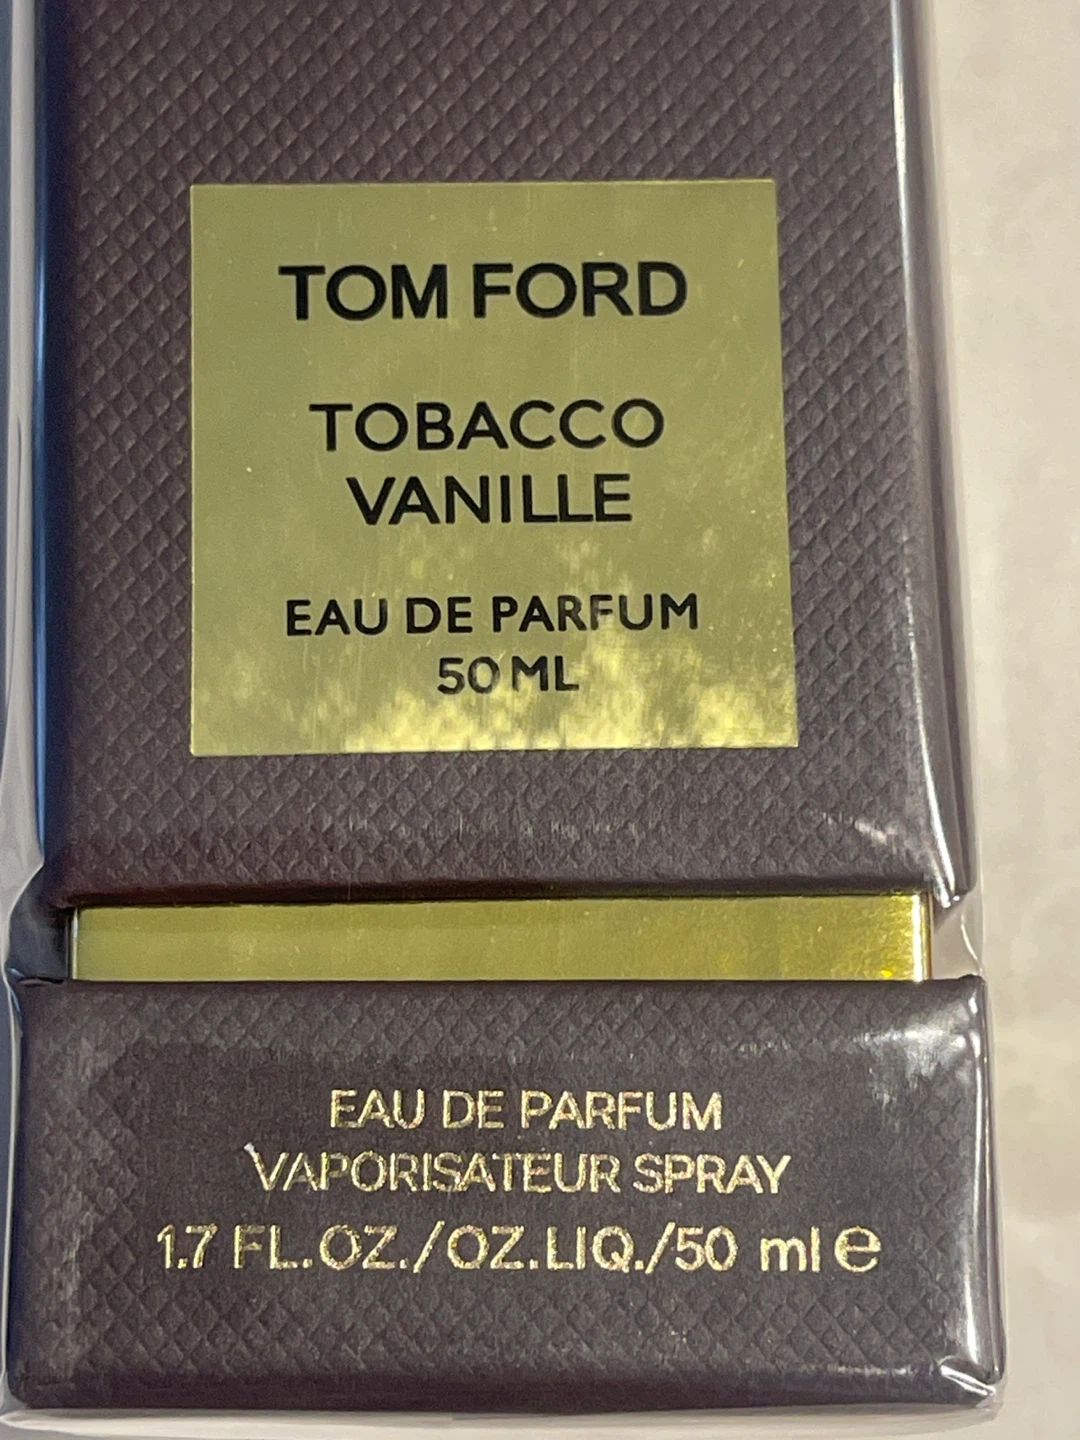 TOM FORD
TOBACCO
VANILLE
EAU DE PARFUM
50 ML
EAU DE PARFUM
VAPORISATEUR SPRAY
1.7 FL.OZ./OZ.LIQ./50 ml ℮